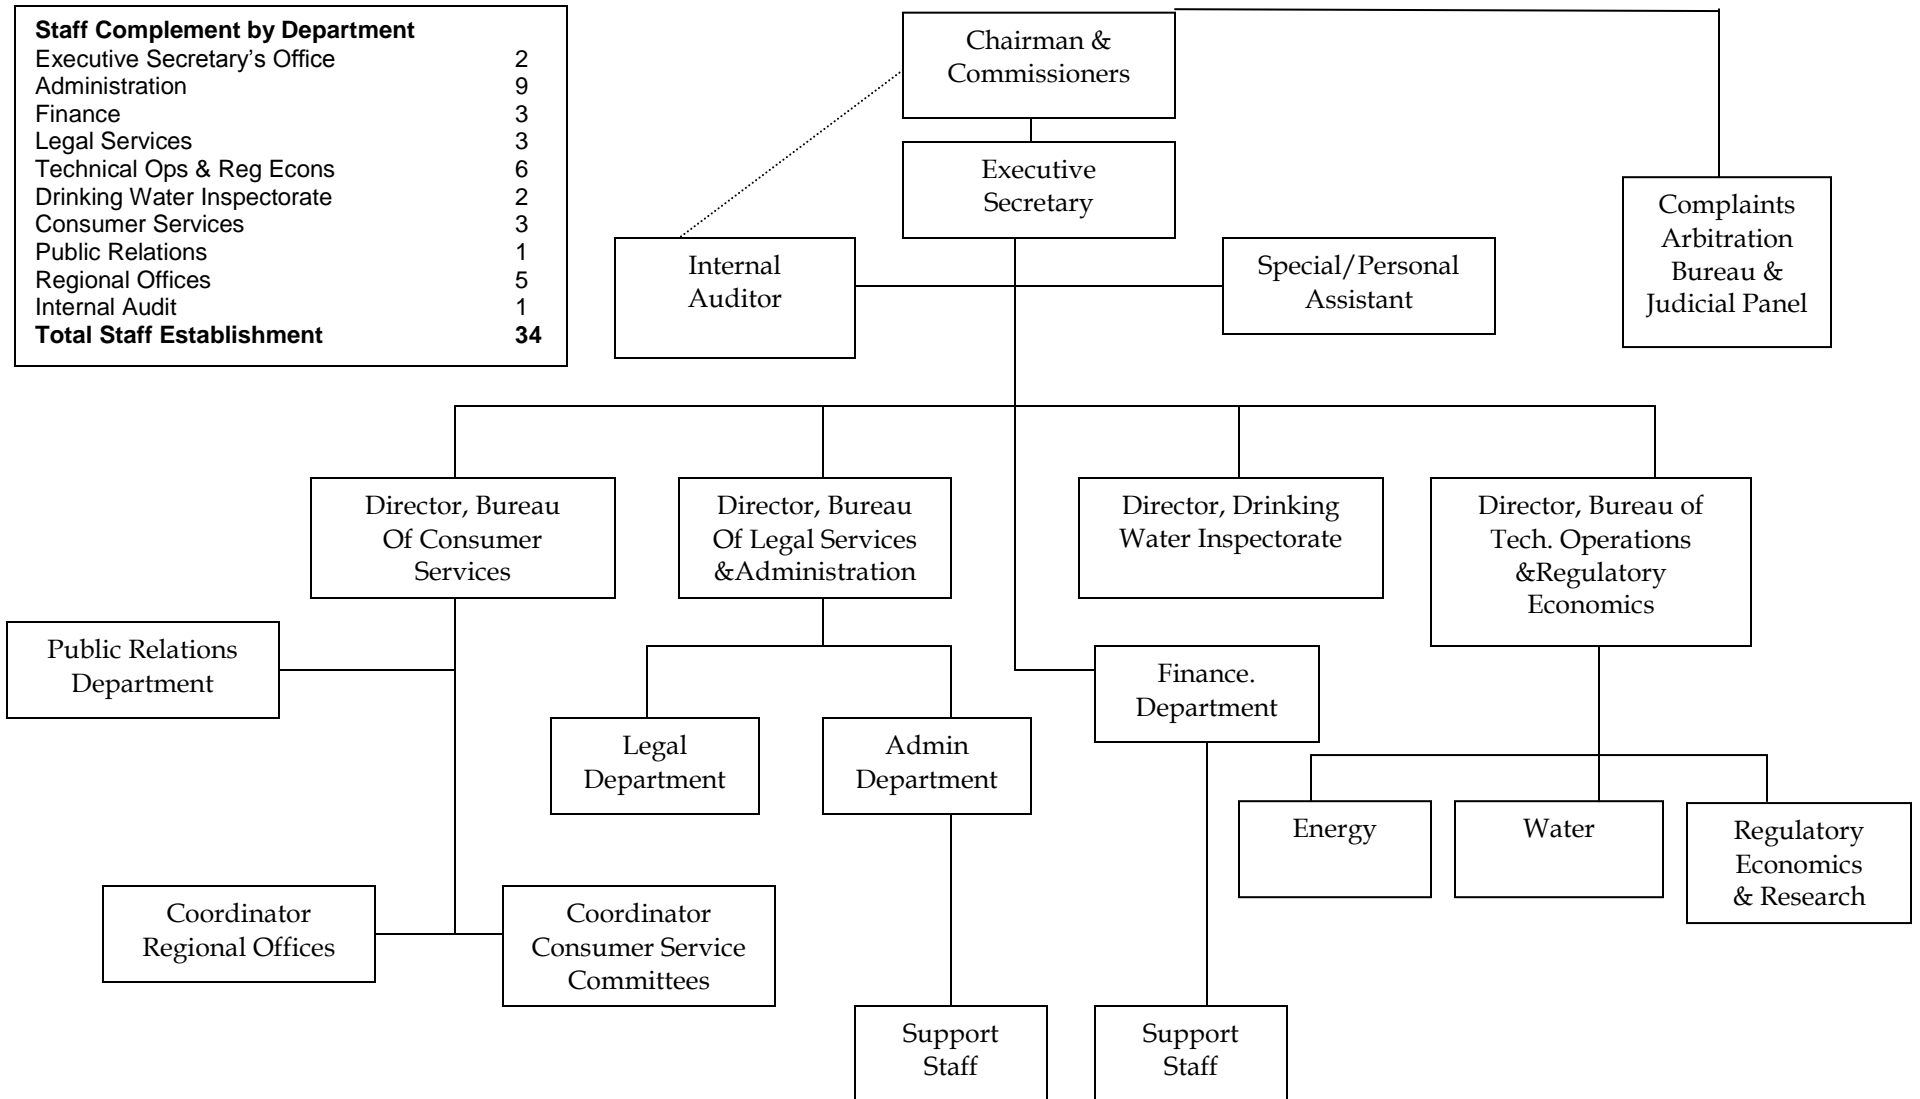 Staff Complement by Department
Executive Secretary’s Office 2
Administration 9
Finance 3
Legal Services 3
Technical Ops & Reg Econs 6
Drinking Water Inspectorate 2
Consumer Services 3
Public Relations 1
Regional Offices 5
Internal Audit 1
Total Staff Establishment 34
Chairman &
Commissioners
Executive
Secretary
Complaints
Arbitration
Bureau &
Judicial Panel
Internal
Auditor
Special/Personal
Assistant
Director, Bureau
Of Consumer
Services
Director, Bureau
Of Legal Services
&Administration
Director, Drinking
Water Inspectorate
Director, Bureau of
Tech. Operations
&Regulatory
Economics
Public Relations
Department
Finance.
Department
Legal
Department
Admin
Department
Energy
Water
Regulatory
Economics
& Research
Coordinator
Regional Offices
Coordinator
Consumer Service
Committees
Support
Staff
Support
Staff